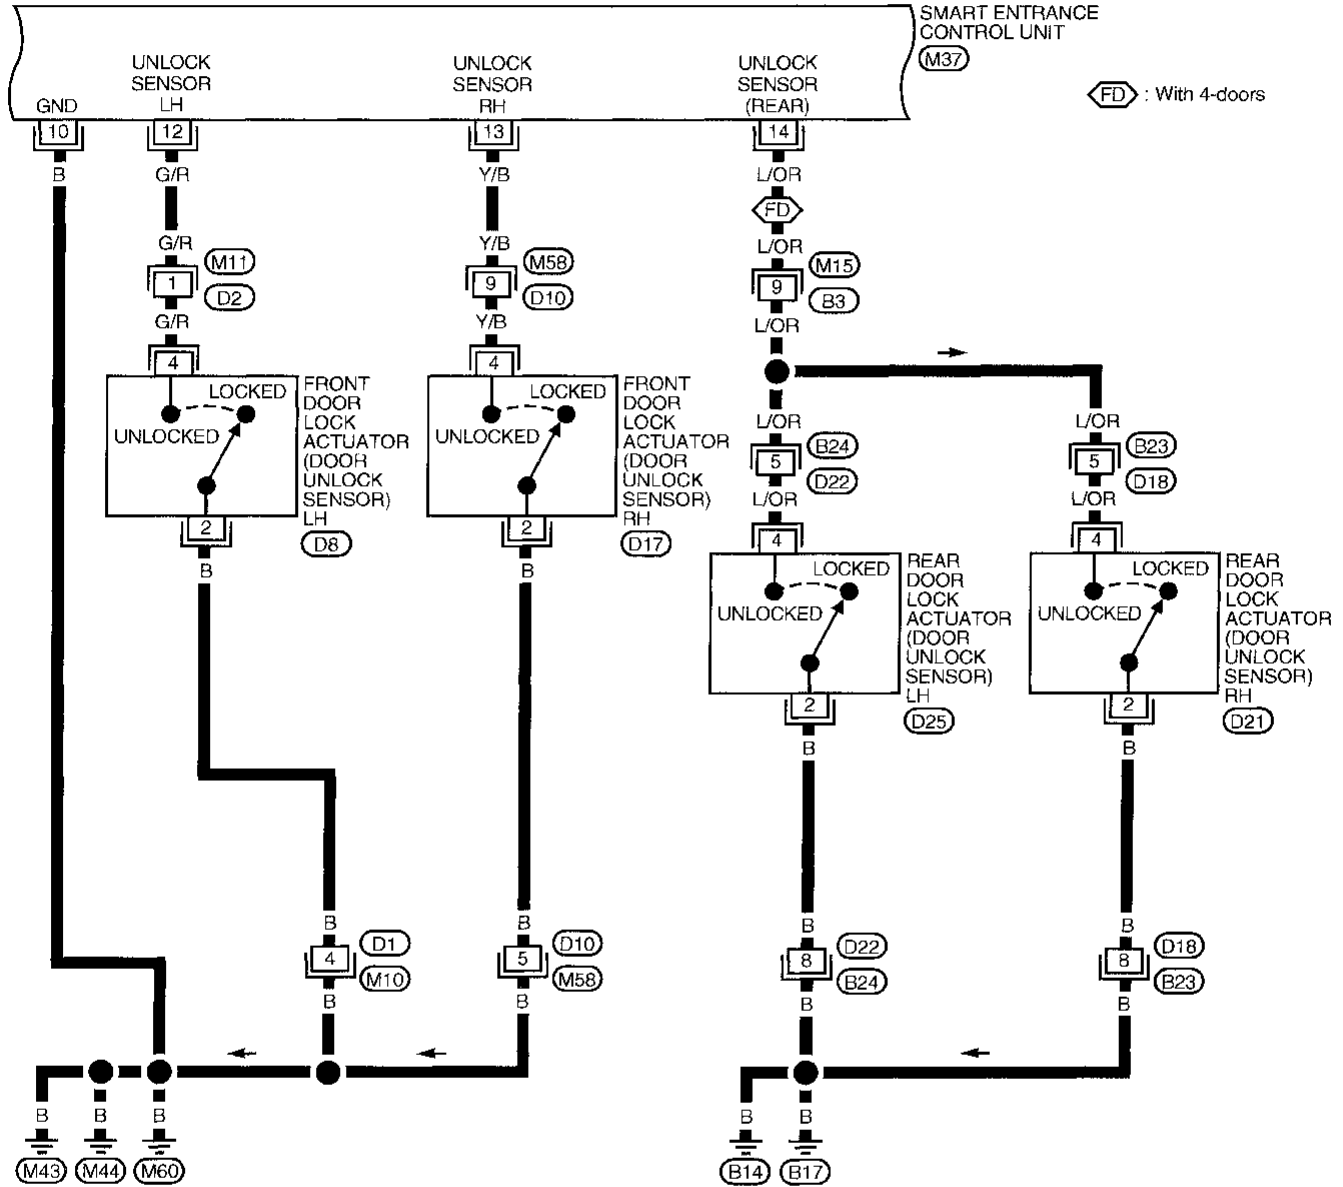 SMART ENTRANCE
CONTROL UNIT
M37
FD : With 4-doors
UNLOCK
SENSOR
LH
UNLOCK
SENSOR
RH
UNLOCK
SENSOR
(REAR)
GND
10 12 13 14
B G/R Y/B L/OR
FD
G/R Y/B L/OR
M11 M58 M15
1 9 9
D2 D10 B3
G/R Y/B L/OR
4 4
LOCKED
UNLOCKED
FRONT
DOOR
LOCK
ACTUATOR
(DOOR
UNLOCK
SENSOR)
LH
D8
2
B
LOCKED
UNLOCKED
FRONT
DOOR
LOCK
ACTUATOR
(DOOR
UNLOCK
SENSOR)
RH
D17
2
B
L/OR L/OR
B24 B23
5 5
D22 D18
L/OR L/OR
4 4
LOCKED
UNLOCKED
REAR
DOOR
LOCK
ACTUATOR
(DOOR
UNLOCK
SENSOR)
LH
D25
2
B
LOCKED
UNLOCKED
REAR
DOOR
LOCK
ACTUATOR
(DOOR
UNLOCK
SENSOR)
RH
D21
2
B
B B B B
D1 D10 D22 D18
4 5 8 8
M10 M58 B24 B23
B B B B
B B B B B
M43 M44 M60 B14 B17